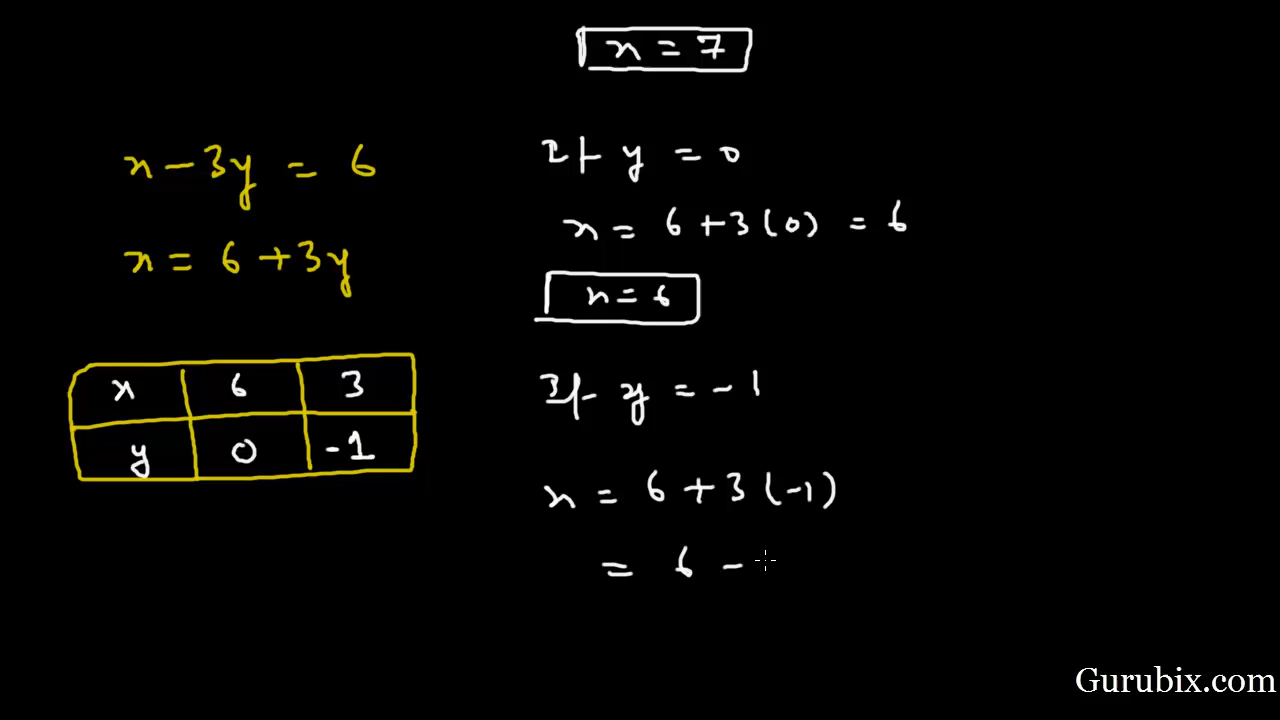 x = 7
x - 3y = 6
x = 6 + 3y
x 6 3
y 0 -1
If y = 0
x = 6 + 3(0) = 6
x = 6
If y = -1
x = 6 + 3(-1)
= 6 -
Gurubix.com